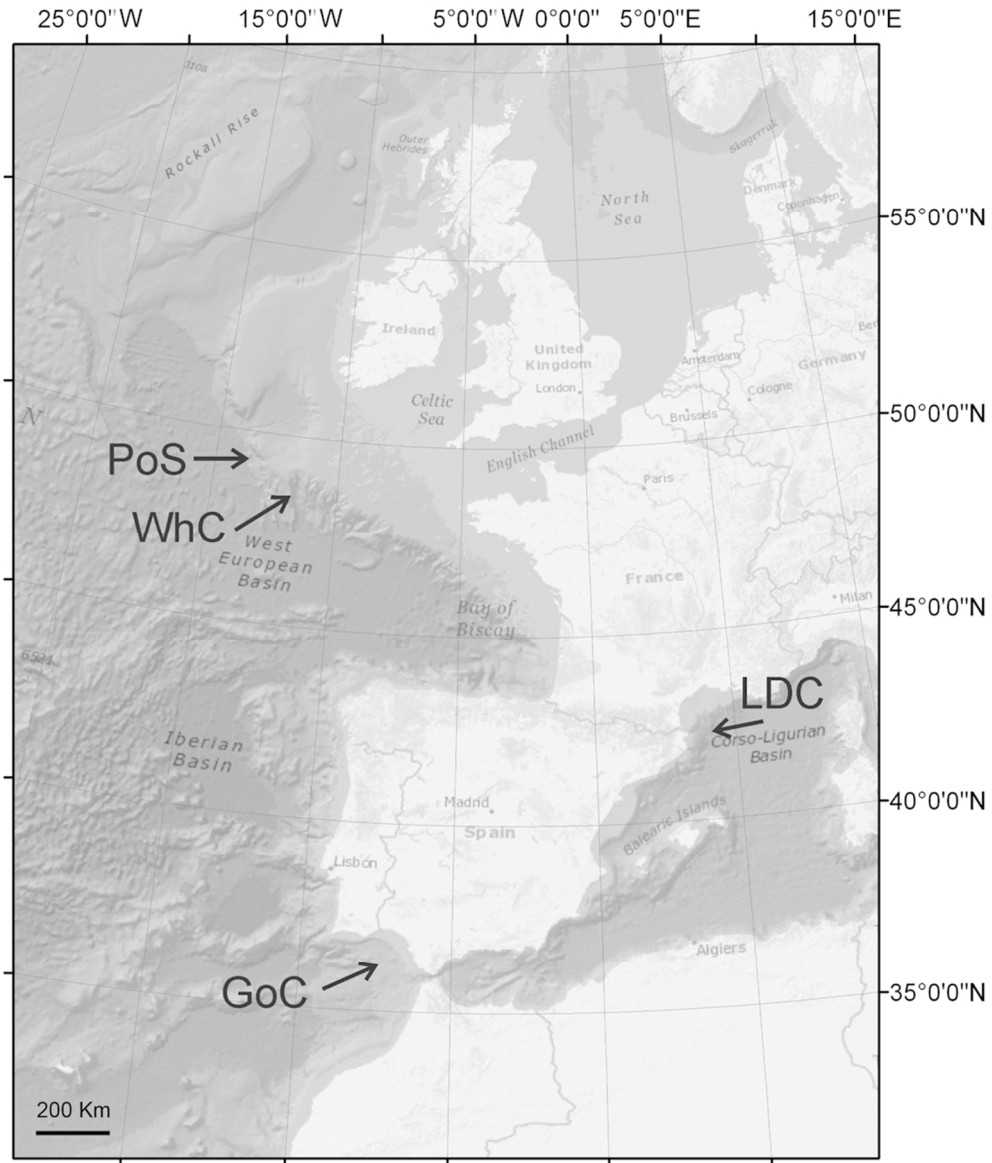 25°0'0"W 15°0'0"W 5°0'0"W 0°0'0" 5°0'0"E 15°0'0"E
3108
Rockall Rise
Outer
Hebrides
Skagerrak
North
Sea
Denmark
Copenhagen
55°0'0"N
Ireland
United
Kingdom
London
Amsterdam
Ber
Germany
Cologne
Brussels
Celtic
Sea
English Channel
50°0'0"N
N
PoS
Paris
WhC
West
European
Basin
France
Milan
45°0'0"N
Bay of
Biscay
6524
LDC
Corso-Ligurian
Basin
Iberian
Basin
Madrid
Spain
40°0'0"N
Balearic Islands
Lisbon
Algiers
GoC
35°0'0"N
200 Km